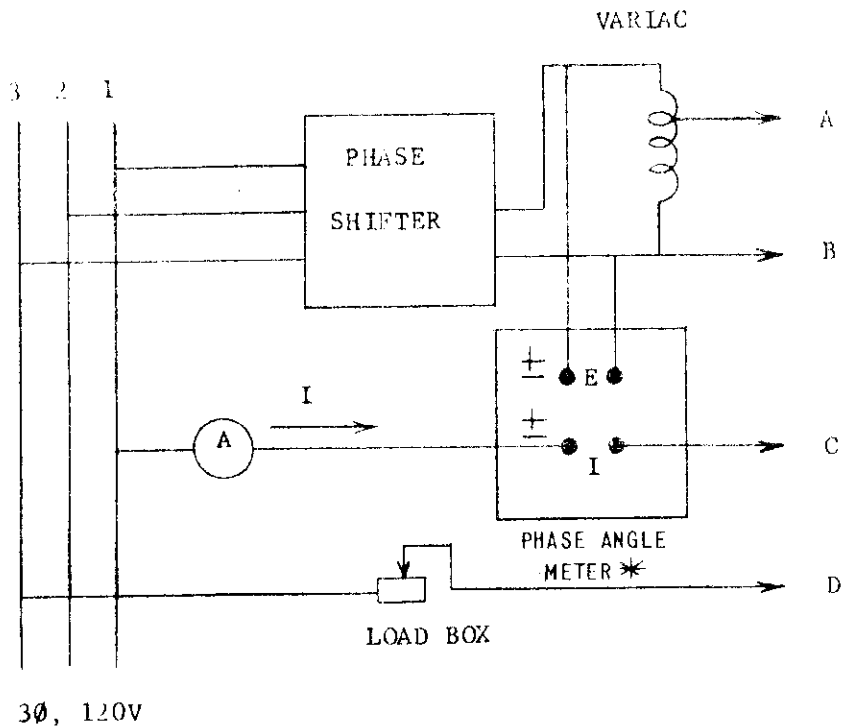 VARIAC
3 2 1
A
PHASE
SHIFTER
B
± E
I
±
A
C
I
PHASE ANGLE
METER *
D
LOAD BOX
3Ø, 120V